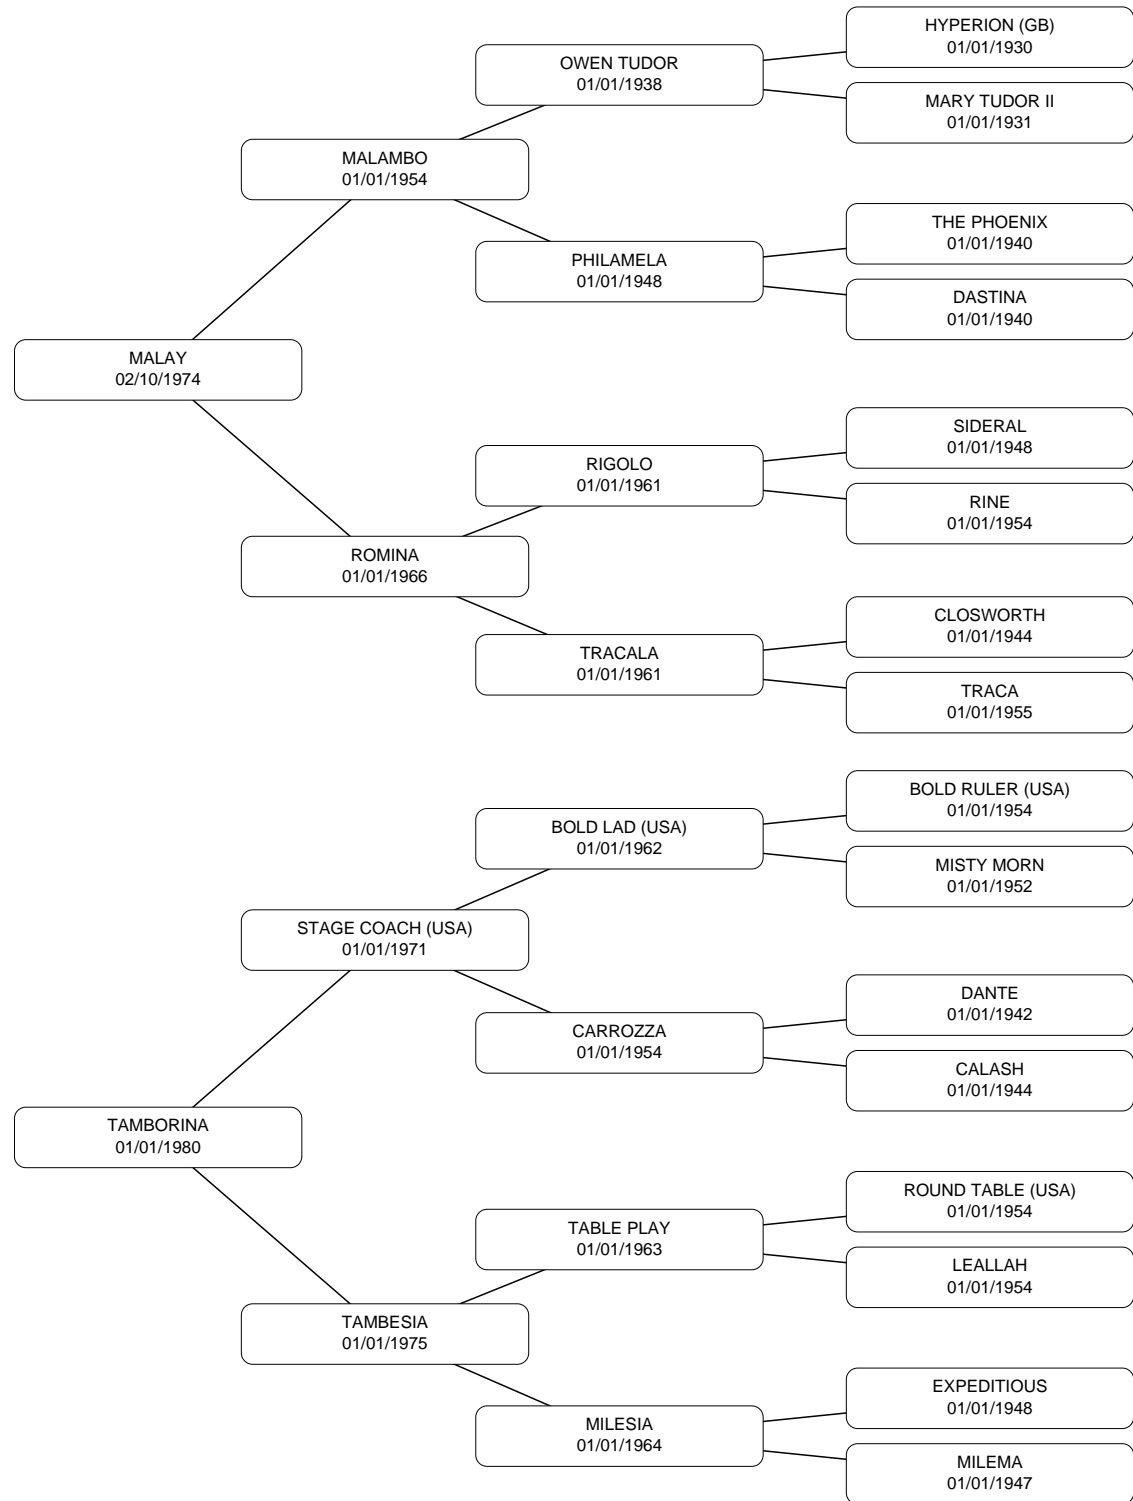 HYPERION (GB)
01/01/1930
OWEN TUDOR
01/01/1938
MARY TUDOR II
01/01/1931
MALAMBO
01/01/1954
THE PHOENIX
01/01/1940
PHILAMELA
01/01/1948
DASTINA
01/01/1940
MALAY
02/10/1974
SIDERAL
01/01/1948
RIGOLO
01/01/1961
RINE
01/01/1954
ROMINA
01/01/1966
CLOSWORTH
01/01/1944
TRACALA
01/01/1961
TRACA
01/01/1955
BOLD RULER (USA)
01/01/1954
BOLD LAD (USA)
01/01/1962
MISTY MORN
01/01/1952
STAGE COACH (USA)
01/01/1971
DANTE
01/01/1942
CARROZZA
01/01/1954
CALASH
01/01/1944
TAMBORINA
01/01/1980
ROUND TABLE (USA)
01/01/1954
TABLE PLAY
01/01/1963
LEALLAH
01/01/1954
TAMBESIA
01/01/1975
EXPEDITIOUS
01/01/1948
MILESIA
01/01/1964
MILEMA
01/01/1947